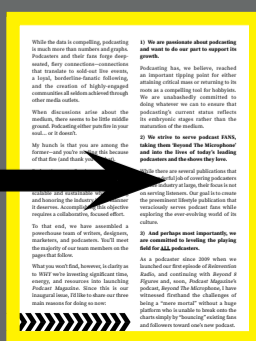 While the data is compelling, podcasting
is much more than numbers and graphs.
Podcasters and their fans forge deep-
seated, fiery connections—connections
that translate to sold-out live events,
a loyal, borderline-fanatic following,
and the creation of highly-engaged
communities all seldom achieved through
other media outlets.
When discussions arise about the
medium, there seems to be little middle
ground. Podcasting either puts fire in your
soul... or it doesn't.
My hunch is that you are among the
former—and you're reading this because
of that fire (and thank you
scalable and sustainable
and honoring the industry
it deserves. Accomplishing this objective
requires a collaborative, focused effort.
To that end, we have assembled a
powerhouse team of writers, designers,
marketers, and podcasters. You'll meet
the majority of our team members on the
pages that follow.
What you won't find, however, is clarity as
to WHY we're investing significant time,
energy, and resources into launching
Podcast Magazine. Since this is our
inaugural issue, I'd like to share our three
main reasons for doing so now:
1) We are passionate about podcasting
and want to do our part to support its
growth.
Podcasting has, we believe, reached
an important tipping point for either
attaining critical mass or returning to its
roots as a compelling tool for hobbyists.
We are unabashedly committed to
doing whatever we can to ensure that
podcasting's current status reflects
its embryonic stages rather than the
maturation of the medium.
2) We strive to serve podcast FANS,
taking them 'Beyond The Microphone'
and into the lives of today's leading
podcasters and the shows they love.
While there are several publications that
do a wonderful job of covering podcasters
industry at large, their focus is not
on serving listeners. Our goal is to create
the preeminent lifestyle publication that
voraciously serves podcast fans while
exploring the ever-evolving world of its
culture.
3) And perhaps most importantly, we
are committed to leveling the playing
field for ALL podcasters.
As a podcaster since 2009 when we
launched our first episode of Reinvention
Radio, and continuing with Beyond 8
Figures and, soon, Podcast Magazine's
podcast, Beyond The Microphone, I have
witnessed firsthand the challenges of
being a "mere mortal" without a huge
platform who is unable to break onto the
charts simply by "bouncing" existing fans
and followers toward one's new podcast.